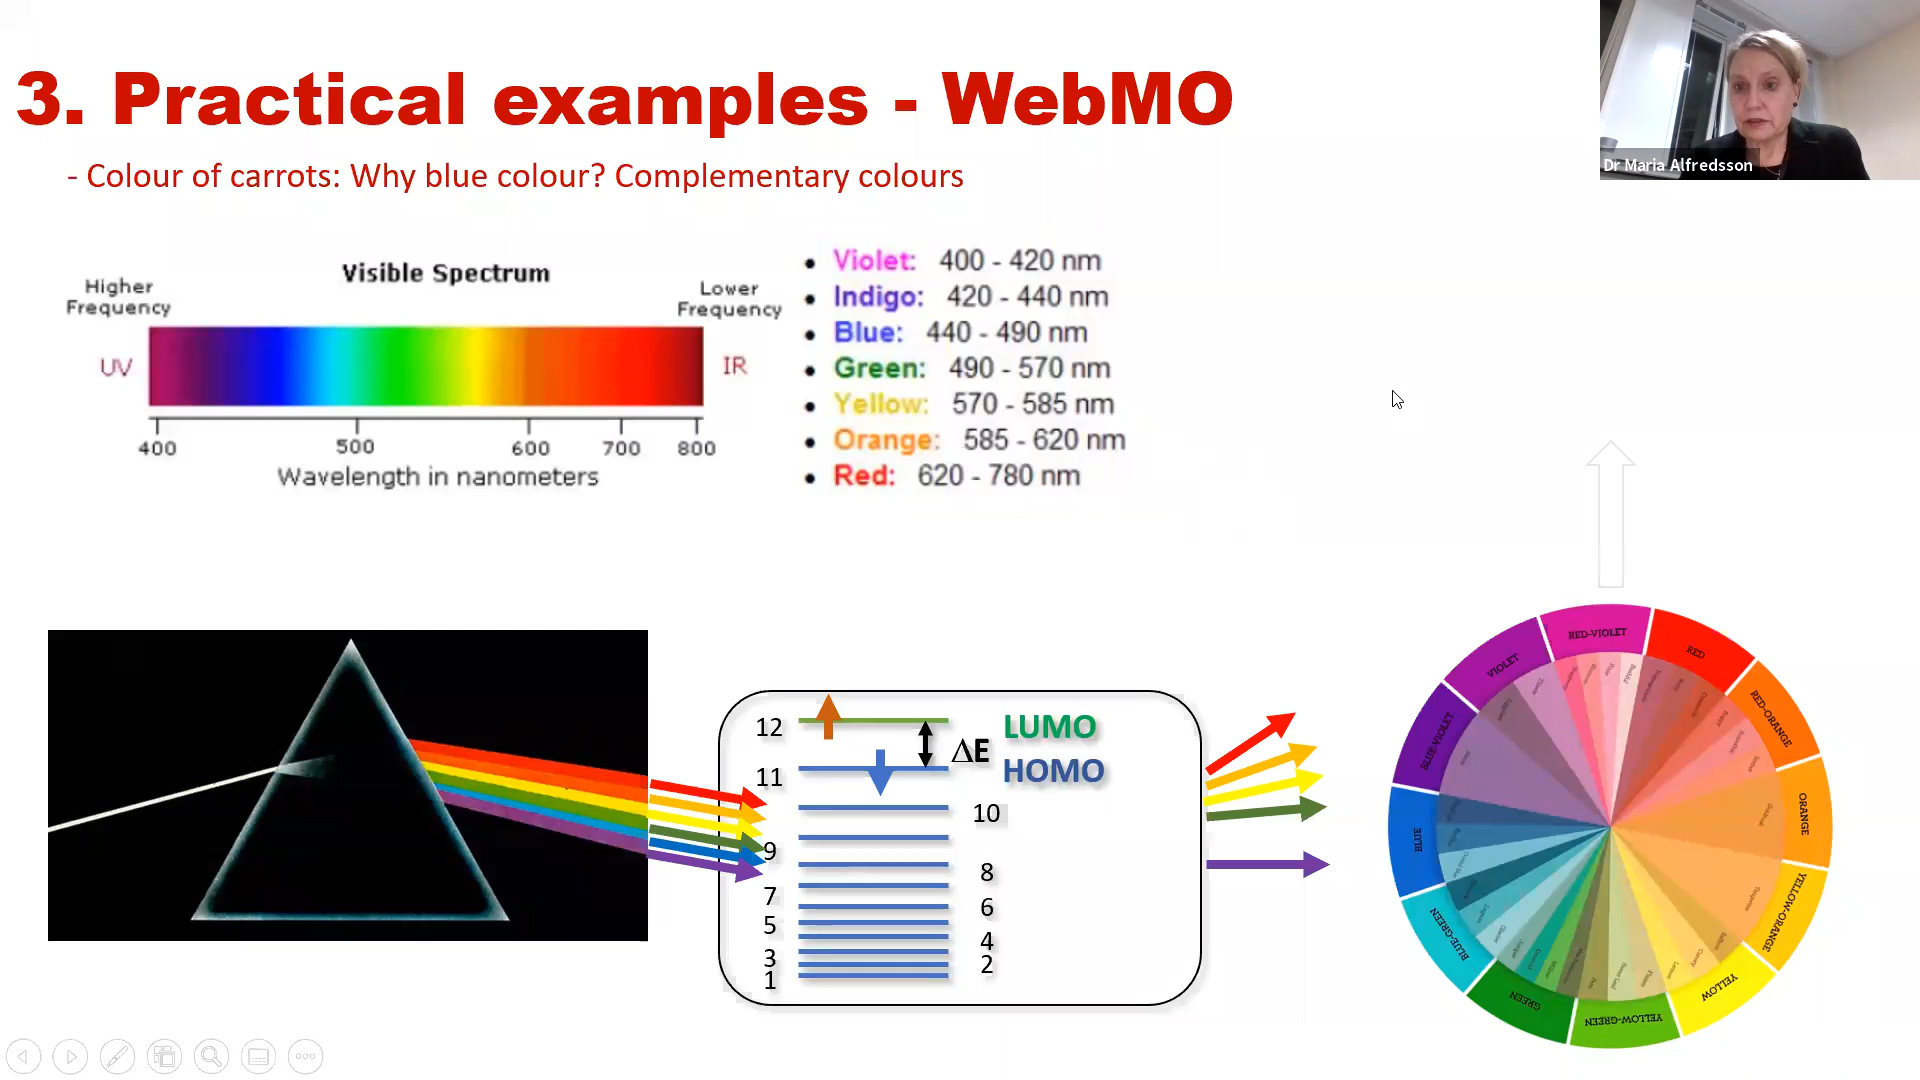 3. Practical examples - WebMO
- Colour of carrots: Why blue colour? Complementary colours
Dr Maria Alfredsson
Visible Spectrum
Higher
Frequency
Lower
Frequency
UV
IR
400 500 600 700 800
Wavelength in nanometers
• Violet: 400 - 420 nm
• Indigo: 420 - 440 nm
• Blue: 440 - 490 nm
• Green: 490 - 570 nm
• Yellow: 570 - 585 nm
• Orange: 585 - 620 nm
• Red: 620 - 780 nm
12
LUMO
ΔE
11
HOMO
10
9
8
7
6
5
4
3
2
1
RED-VIOLET
RED
RED-ORANGE
ORANGE
YELLOW-ORANGE
YELLOW
YELLOW-GREEN
GREEN
BLUE-GREEN
BLUE
BLUE-VIOLET
VIOLET